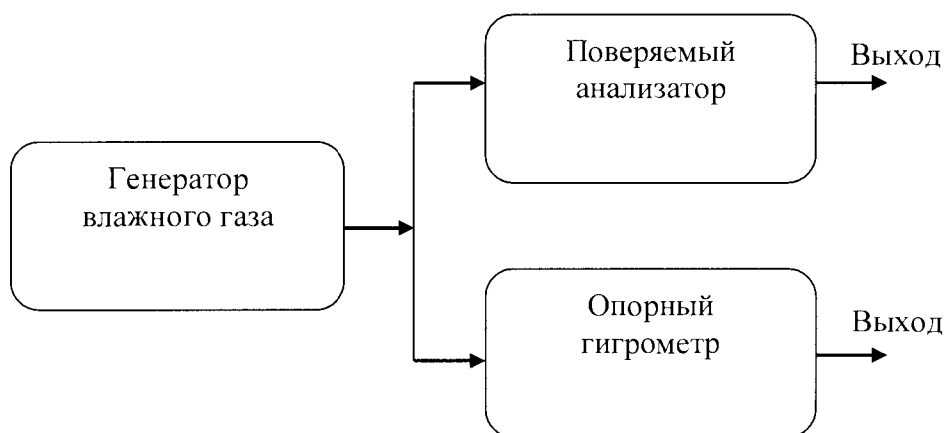 Генератор
влажного газа
Поверяемый
анализатор
Выход
Опорный
гигрометр
Выход